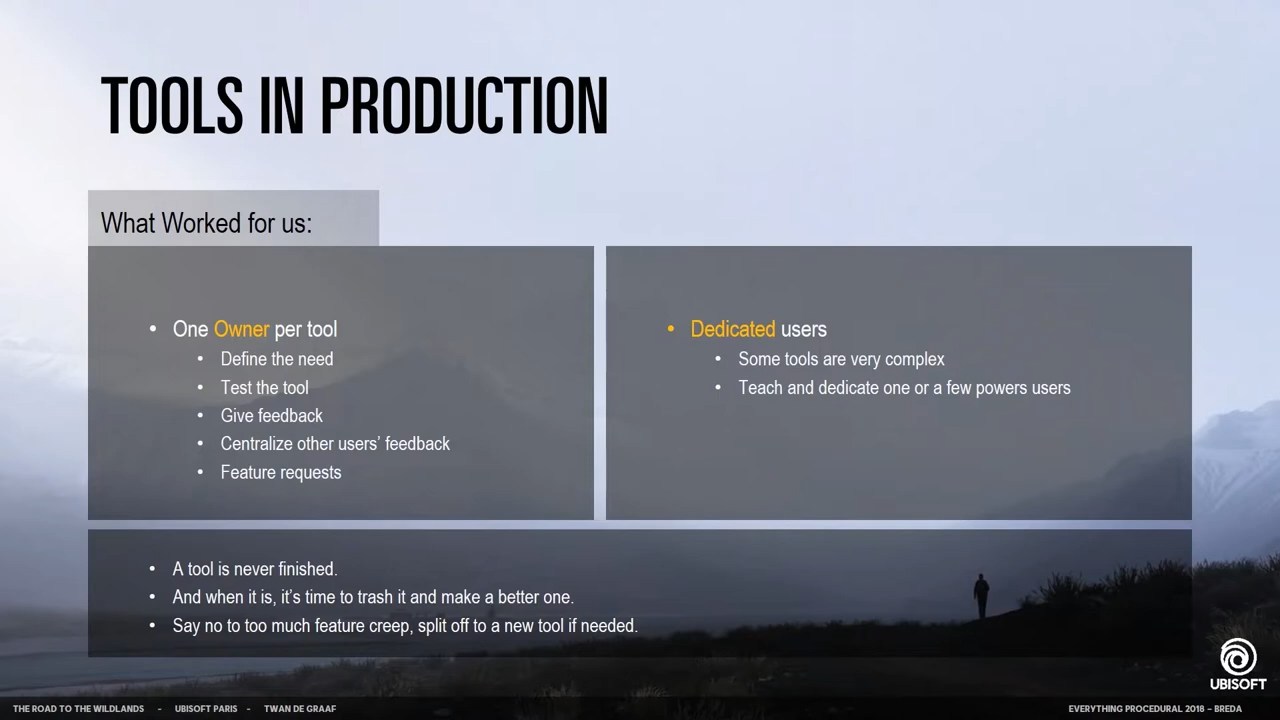 TOOLS IN PRODUCTION
What Worked for us:
• One Owner per tool
• Define the need
• Test the tool
• Give feedback
• Centralize other users’ feedback
• Feature requests
• Dedicated users
• Some tools are very complex
• Teach and dedicate one or a few powers users
• A tool is never finished.
• And when it is, it’s time to trash it and make a better one.
• Say no to too much feature creep, split off to a new tool if needed.
UBISOFT
THE ROAD TO THE WILDLANDS - UBISOFT PARIS - TWAN DE GRAAF
EVERYTHING PROCEDURAL 2018 – BREDA